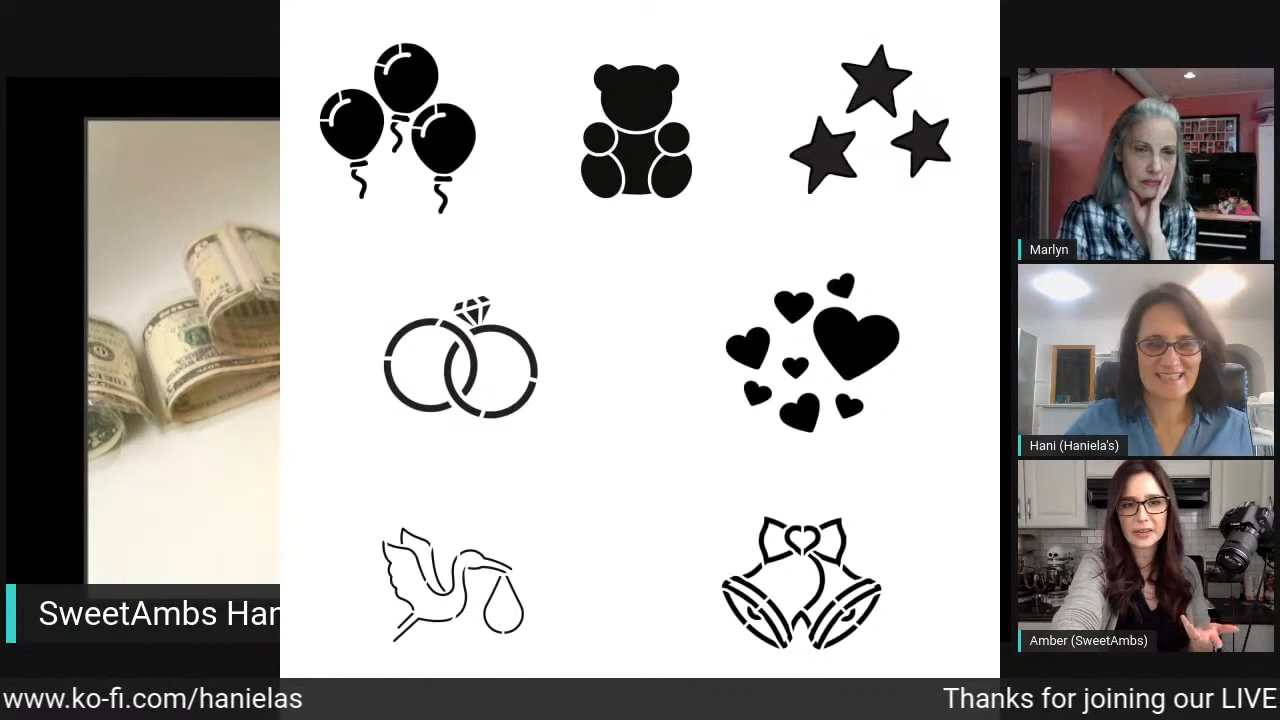 Marlyn
Hani (Haniela's)
Amber (SweetAmbs)
SweetAmbs Han
www.ko-fi.com/hanielas
Thanks for joining our LIVE